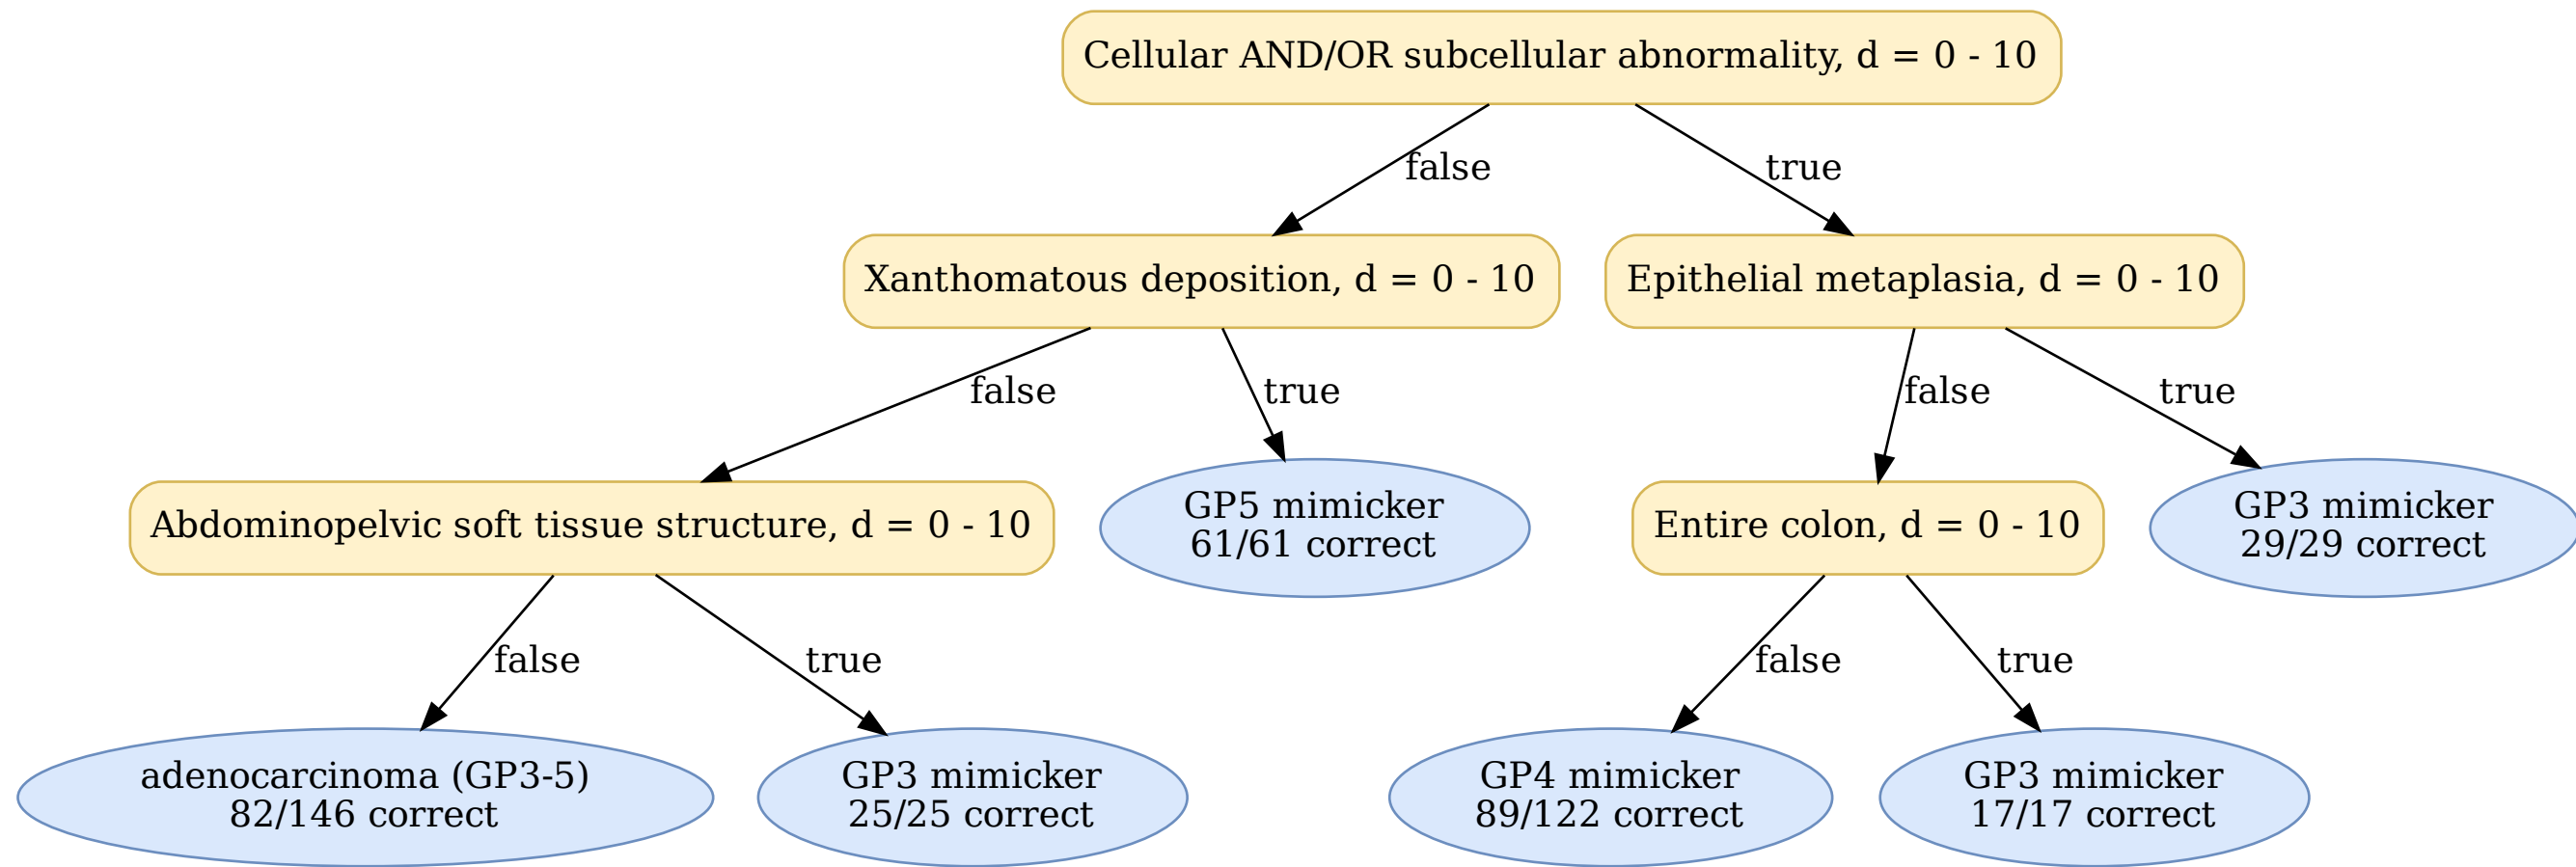 Cellular AND/OR subcellular abnormality, d = 0 - 10
false
true
Xanthomatous deposition, d = 0 - 10
Epithelial metaplasia, d = 0 - 10
false
true
false
true
Abdominopelvic soft tissue structure, d = 0 - 10
GP5 mimicker
61/61 correct
Entire colon, d = 0 - 10
GP3 mimicker
29/29 correct
false
true
false
true
adenocarcinoma (GP3-5)
82/146 correct
GP3 mimicker
25/25 correct
GP4 mimicker
89/122 correct
GP3 mimicker
17/17 correct